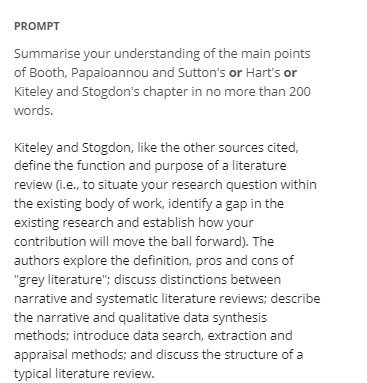 PROMPT
Summarise your understanding of the main points
of Booth, Papaioannou and Sutton's or Hart's or
Kiteley and Stogdon's chapter in no more than 200
words.
Kiteley and Stogdon, like the other sources cited,
define the function and purpose of a literature
review (i.e., to situate your research question within
the existing body of work, identify a gap in the
existing research and establish how your
contribution will move the ball forward). The
authors explore the definition, pros and cons of
"grey literature"; discuss distinctions between
narrative and systematic literature reviews; describe
the narrative and qualitative data synthesis
methods; introduce data search, extraction and
appraisal methods; and discuss the structure of a
typical literature review.